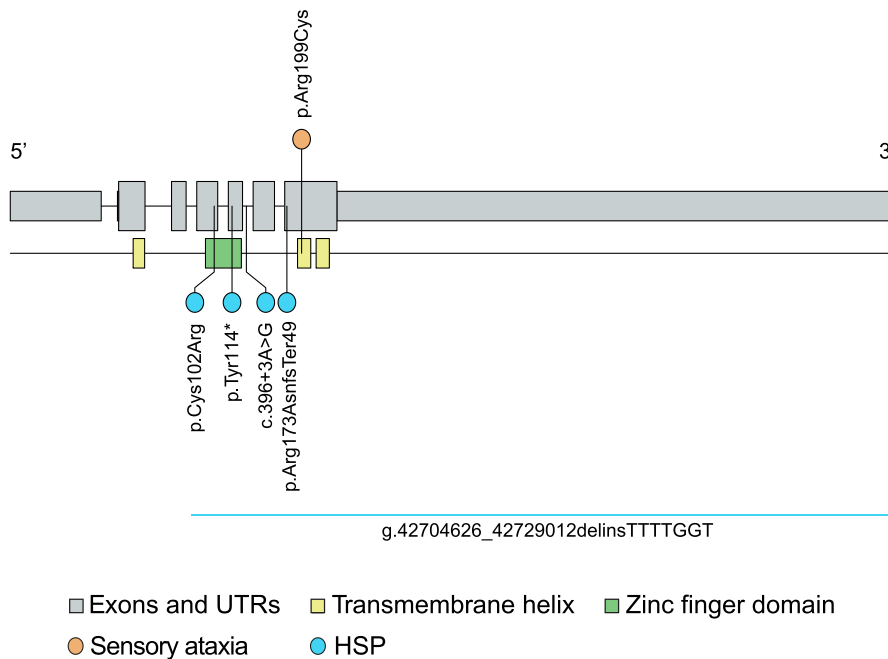 p.Arg199Cys
5’
3
p.Cys102Arg
p.Tyr114*
c.396+3A>G
p.Arg173AsnfsTer49
g.42704626_42729012delinsTTTTGGT
Exons and UTRs Transmembrane helix Zinc finger domain
Sensory ataxia HSP